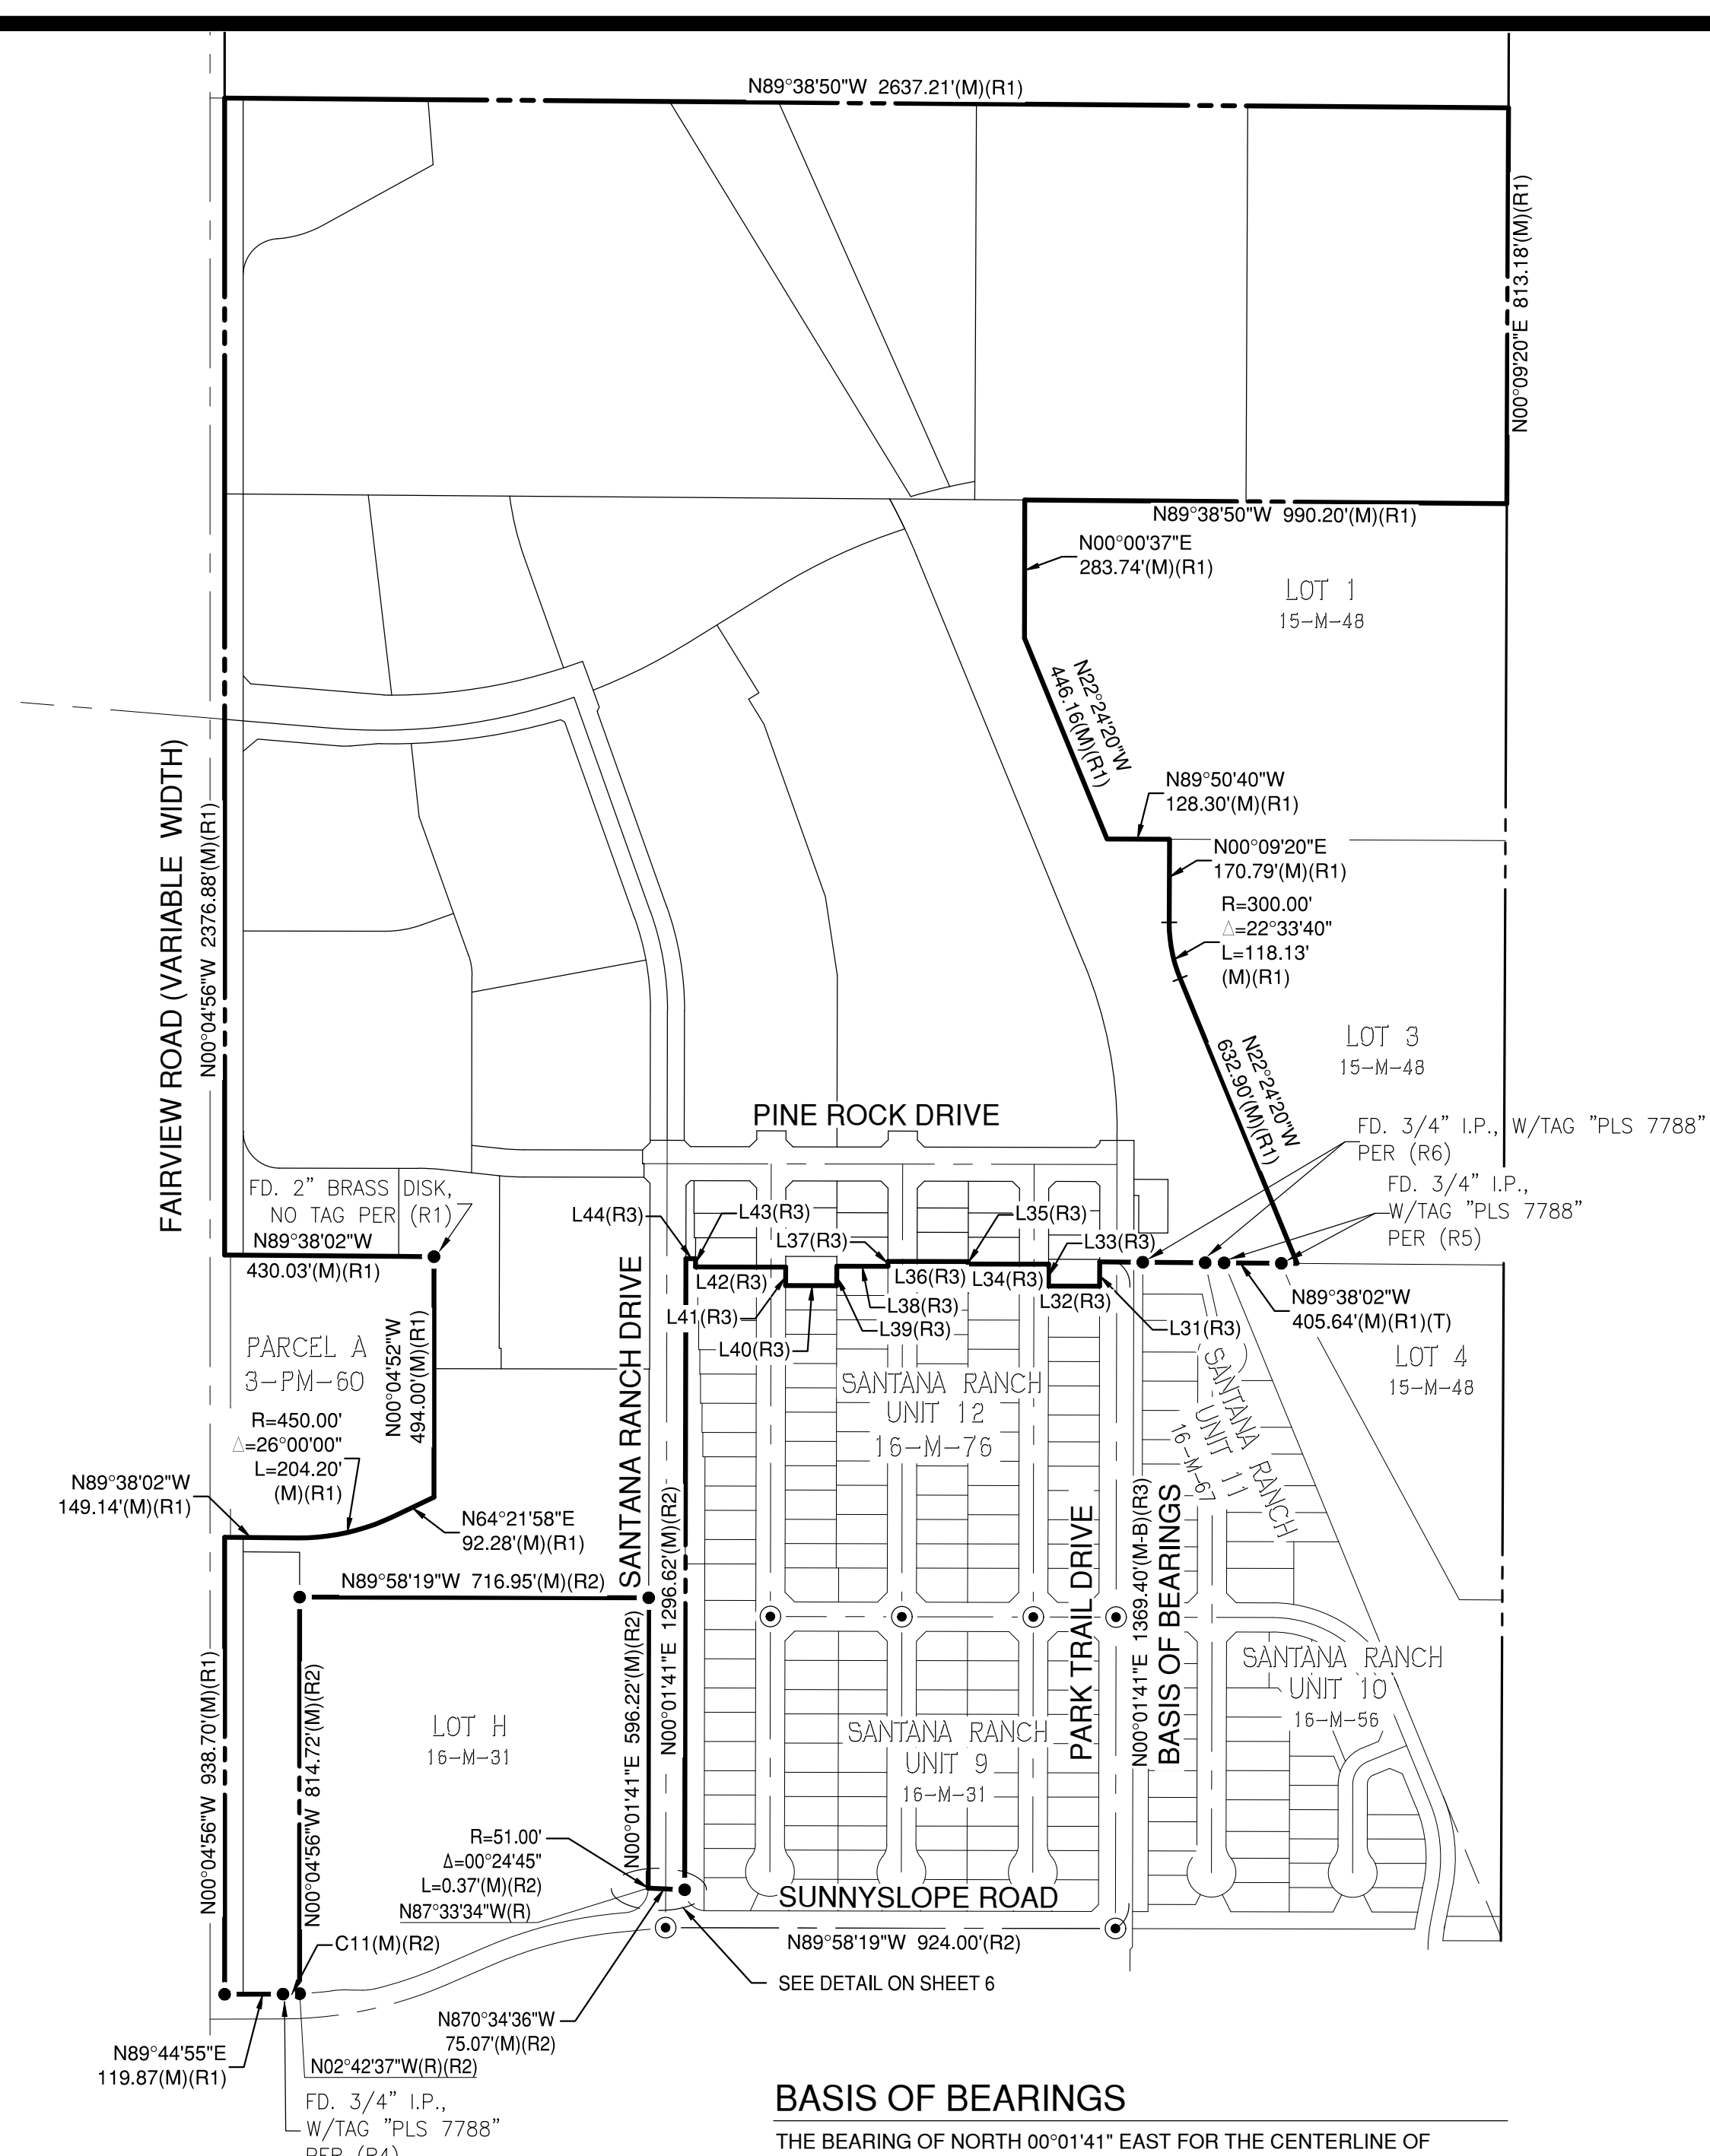 N89°38'50"W 2637.21'(M)(R1)
N00°09'20"E 813.18'(M)(R1)
N89°38'50"W 990.20'(M)(R1)
N00°00'37"E
283.74'(M)(R1)
LOT 1
15-M-48
N22°24'20"W
446.16(M)(R1)
FAIRVIEW ROAD (VARIABLE WIDTH)
N00°04'56"W 2376.88'(M)(R1)
N89°50'40"W
128.30'(M)(R1)
N00°09'20"E
170.79'(M)(R1)
R=300.00'
△=22°33'40"
L=118.13'
(M)(R1)
LOT 3
15-M-48
N22°24'20"W
632.90'(M)(R1)
PINE ROCK DRIVE
FD. 3/4" I.P., W/TAG "PLS 7788"
PER (R6)
FD. 3/4" I.P.,
W/TAG "PLS 7788"
PER (R5)
FD. 2" BRASS DISK,
NO TAG PER (R1)
N89°38'02"W
430.03'(M)(R1)
L44(R3)
L43(R3)
L37(R3)
L35(R3)
L33(R3)
L42(R3)
L36(R3)
L34(R3)
L41(R3)
L38(R3)
L32(R3)
L39(R3)
L31(R3)
L40(R3)
N89°38'02"W
405.64'(M)(R1)(T)
LOT 4
15-M-48
PARCEL A
3-PM-60
N00°04'52"W
494.00'(M)(R1)
SANTANA RANCH DRIVE
SANTANA RANCH
UNIT 12
16-M-76
SANTANA RANCH
UNIT 11
16-M-67
R=450.00'
△=26°00'00"
L=204.20'
(M)(R1)
N89°38'02"W
149.14'(M)(R1)
N64°21'58"E
92.28'(M)(R1)
N89°58'19"W 716.95'(M)(R2)
N00°01'41"E 1296.62'(M)(R2)
PARK TRAIL DRIVE
N00°01'41"E 1369.40'(M-B)(R3)
BASIS OF BEARINGS
SANTANA RANCH
UNIT 10
16-M-56
N00°04'56"W 938.70'(M)(R1)
N00°04'56"W 814.72'(M)(R2)
LOT H
16-M-31
N00°01'41"E 596.22'(M)(R2)
SANTANA RANCH
UNIT 9
16-M-31
R=51.00'
Δ=00°24'45"
L=0.37'(M)(R2)
N87°33'34"W(R)
SUNNYSLOPE ROAD
N89°58'19"W 924.00'(R2)
C11(M)(R2)
SEE DETAIL ON SHEET 6
N870°34'36"W
75.07'(M)(R2)
N89°44'55"E
119.87(M)(R1)
N02°42'37"W(R)(R2)
FD. 3/4" I.P.,
W/TAG "PLS 7788"
PER (R4)
BASIS OF BEARINGS
THE BEARING OF NORTH 00°01'41" EAST FOR THE CENTERLINE OF